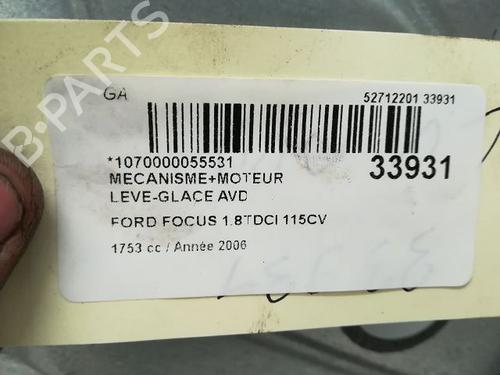 B-PARTS
GA
52712201 33931
*1070000055531
33931
MECANISME+MOTEUR
LEVE-GLACE AVD
FORD FOCUS 1.8TDCI 115CV
1753 cc / Année 2006